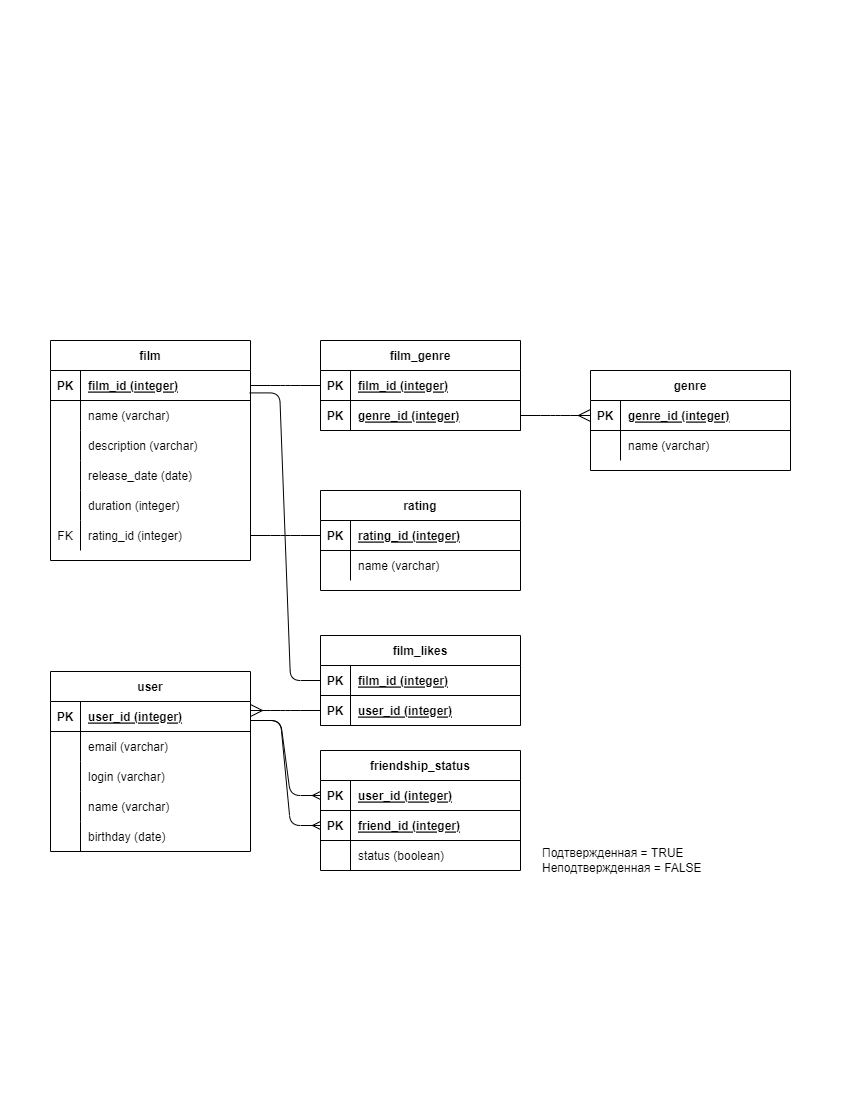 film
PK film_id (integer)
name (varchar)
description (varchar)
release_date (date)
duration (integer)
FK rating_id (integer)
film_genre
PK film_id (integer)
PK genre_id (integer)
genre
PK genre_id (integer)
name (varchar)
rating
PK rating_id (integer)
name (varchar)
film_likes
PK film_id (integer)
PK user_id (integer)
user
PK user_id (integer)
email (varchar)
login (varchar)
name (varchar)
birthday (date)
friendship_status
PK user_id (integer)
PK friend_id (integer)
status (boolean)
Подтвержденная = TRUE
Неподтвержденная = FALSE